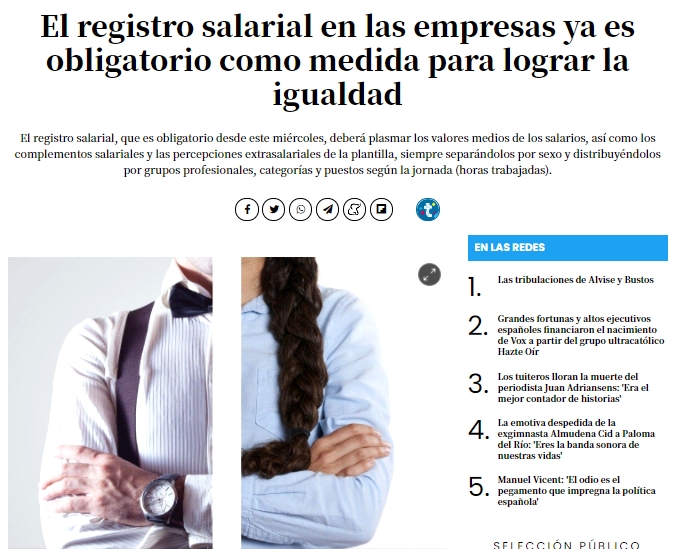 El registro salarial en las empresas ya es
obligatorio como medida para lograr la
igualdad
El registro salarial, que es obligatorio desde este miércoles, deberá plasmar los valores medios de los salarios, así como los
complementos salariales y las percepciones extrasalariales de la plantilla, siempre separándolos por sexo y distribuyéndolos
por grupos profesionales, categorías y puestos según la jornada (horas trabajadas).
EN LAS REDES
1. Las tribulaciones de Alvise y Bustos
2. Grandes fortunas y altos ejecutivos
españoles financiaron el nacimiento
de Vox a partir del grupo ultracatólico
Hazte Oír
3. Los tuiteros lloran la muerte del
periodista Juan Adriansens: 'Era el
mejor contador de historias'
4. La emotiva despedida de la
exgimnasta Almudena Cid a Paloma
del Río: 'Eres la banda sonora de
nuestras vidas'
5. Manuel Vicent: 'El odio es el
pegamento que impregna la política
española'
SELECCIÓN PÚBLICO